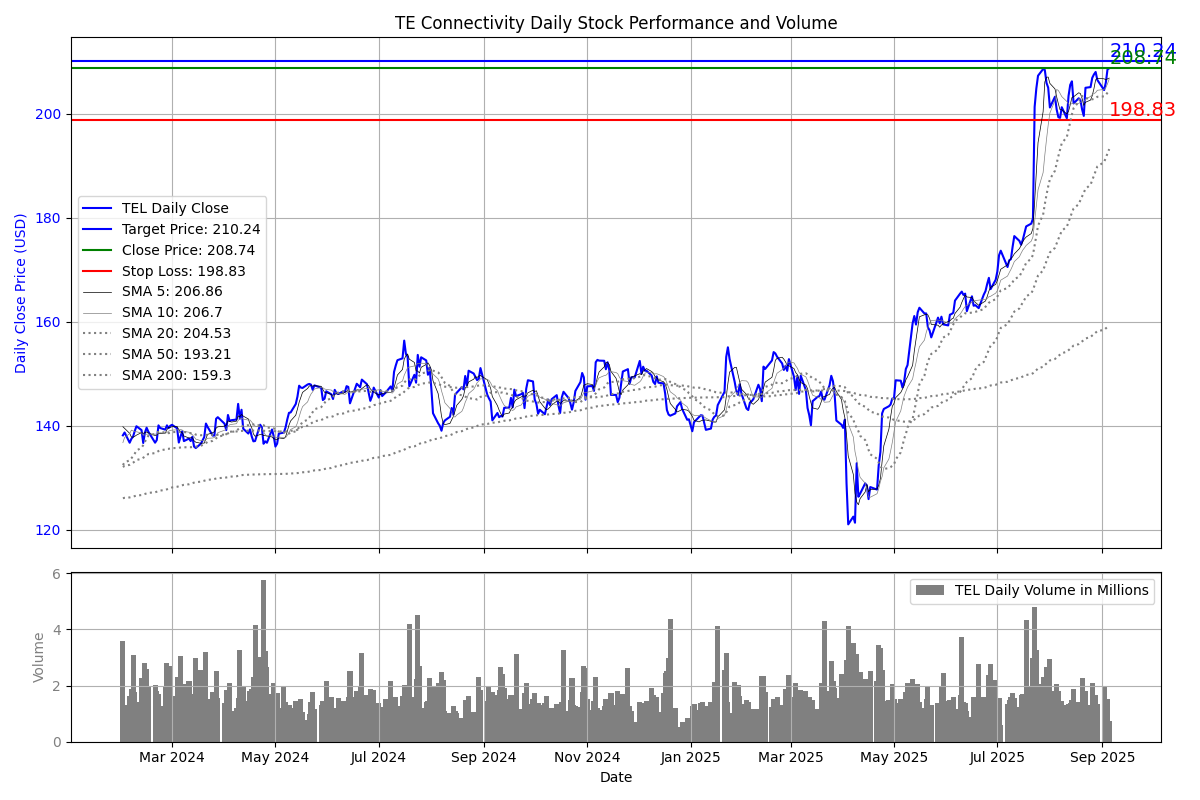 TE Connectivity Daily Stock Performance and Volume
210.24
208.74
198.83
200
180
160
140
120
Daily Close Price (USD)
TEL Daily Close
Target Price: 210.24
Close Price: 208.74
Stop Loss: 198.83
SMA 5: 206.86
SMA 10: 206.7
SMA 20: 204.53
SMA 50: 193.21
SMA 200: 159.3
6
4
2
0
Volume
TEL Daily Volume in Millions
Mar 2024
May 2024
Jul 2024
Sep 2024
Nov 2024
Jan 2025
Mar 2025
May 2025
Jul 2025
Sep 2025
Date